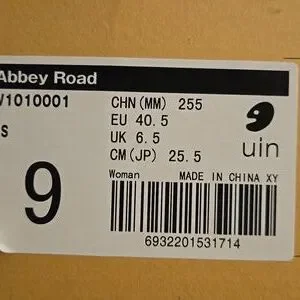 Abbey Road
W1010001
CHN(MM) 255
EU 40.5
UK 6.5
CM(JP) 25.5
S
9
uin
Woman MADE IN CHINA XY
6932201531714